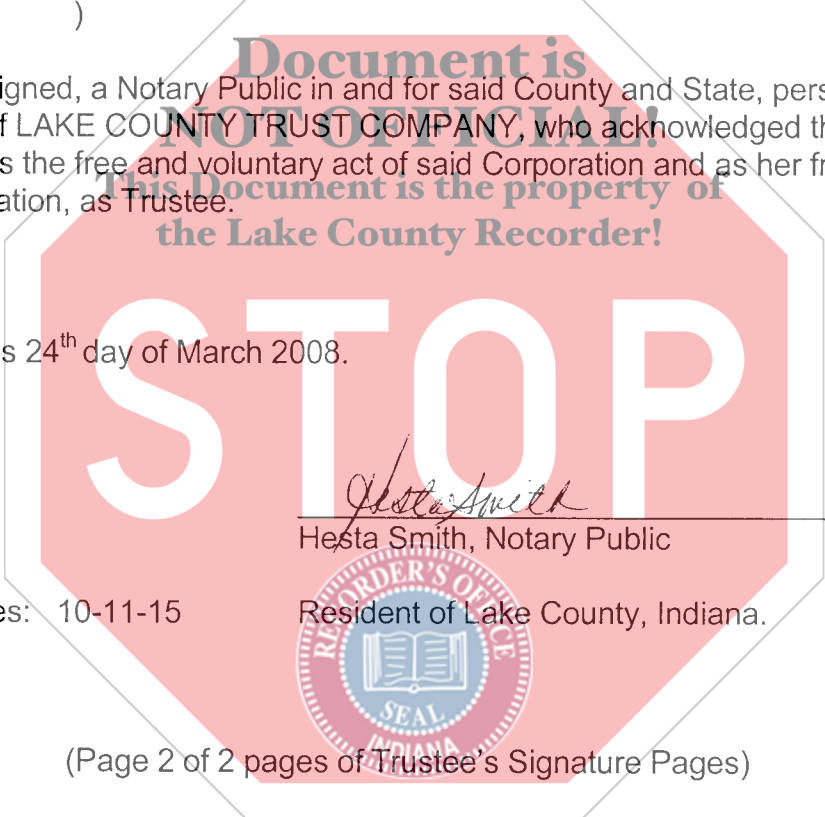 )
Document is
igned, a Notary Public in and for said County and State, pers
NOT OFFICIAL!
f LAKE COUNTY TRUST COMPANY, who acknowledged th
s the free and voluntary act of said Corporation and as her fr
This Document is the property of
ation, as Trustee.
the Lake County Recorder!
STOP
s 24th day of March 2008.
Hesta Smith
Hesta Smith, Notary Public
RECORDER'S OFFICE
es: 10-11-15 Resident of Lake County, Indiana.
SEAL
INDIANA
(Page 2 of 2 pages of Trustee's Signature Pages)